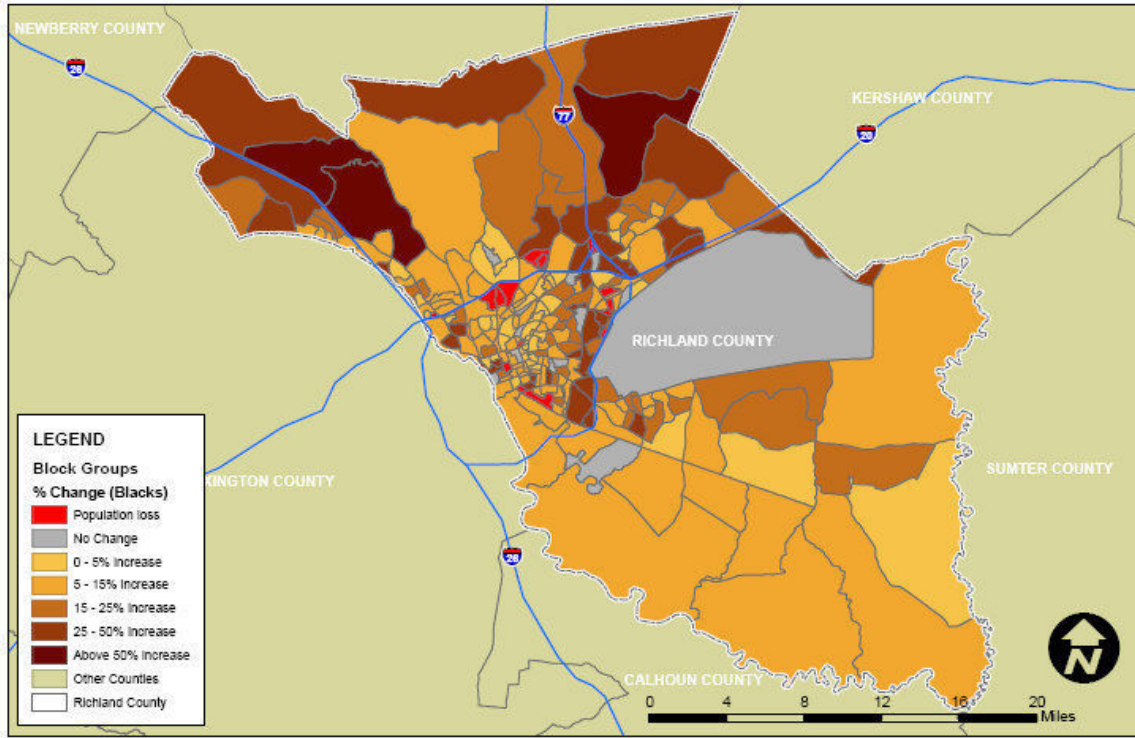 NEWBERRY COUNTY
26
77
KERSHAW COUNTY
20
RICHLAND COUNTY
LEGEND
Block Groups
% Change (Blacks)
Population loss
No Change
0 - 5% Increase
5 - 15% Increase
15 - 25% Increase
25 - 50% Increase
Above 50% Increase
Other Counties
Richland County
XINGTON COUNTY
SUMTER COUNTY
26
CALHOUN COUNTY
N
0 4 8 12 16 20
Miles